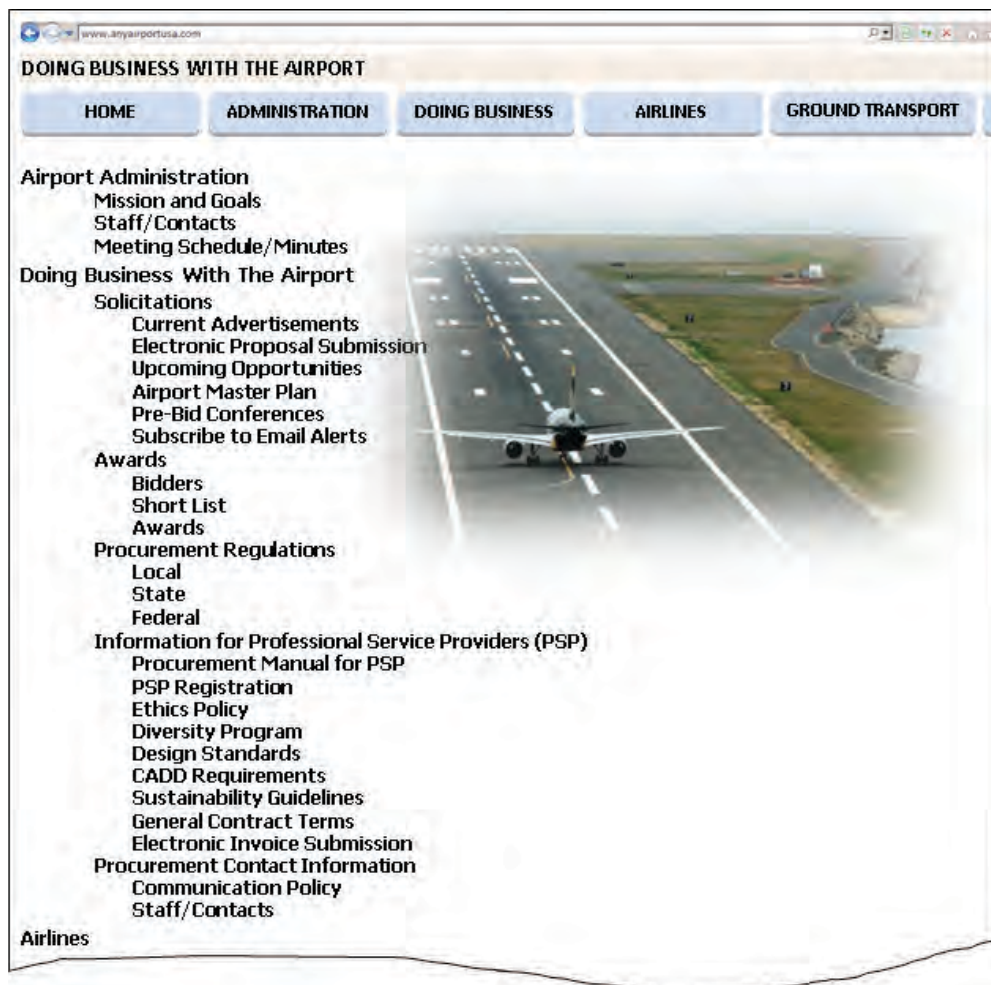 www.anyairportusa.com
DOING BUSINESS WITH THE AIRPORT
HOME ADMINISTRATION DOING BUSINESS AIRLINES GROUND TRANSPORT
Airport Administration
Mission and Goals
Staff/Contacts
Meeting Schedule/Minutes
Doing Business With The Airport
Solicitations
Current Advertisements
Electronic Proposal Submission
Upcoming Opportunities
Airport Master Plan
Pre-Bid Conferences
Subscribe to Email Alerts
Awards
Bidders
Short List
Awards
Procurement Regulations
Local
State
Federal
Information for Professional Service Providers (PSP)
Procurement Manual for PSP
PSP Registration
Ethics Policy
Diversity Program
Design Standards
CADD Requirements
Sustainability Guidelines
General Contract Terms
Electronic Invoice Submission
Procurement Contact Information
Communication Policy
Staff/Contacts
Airlines